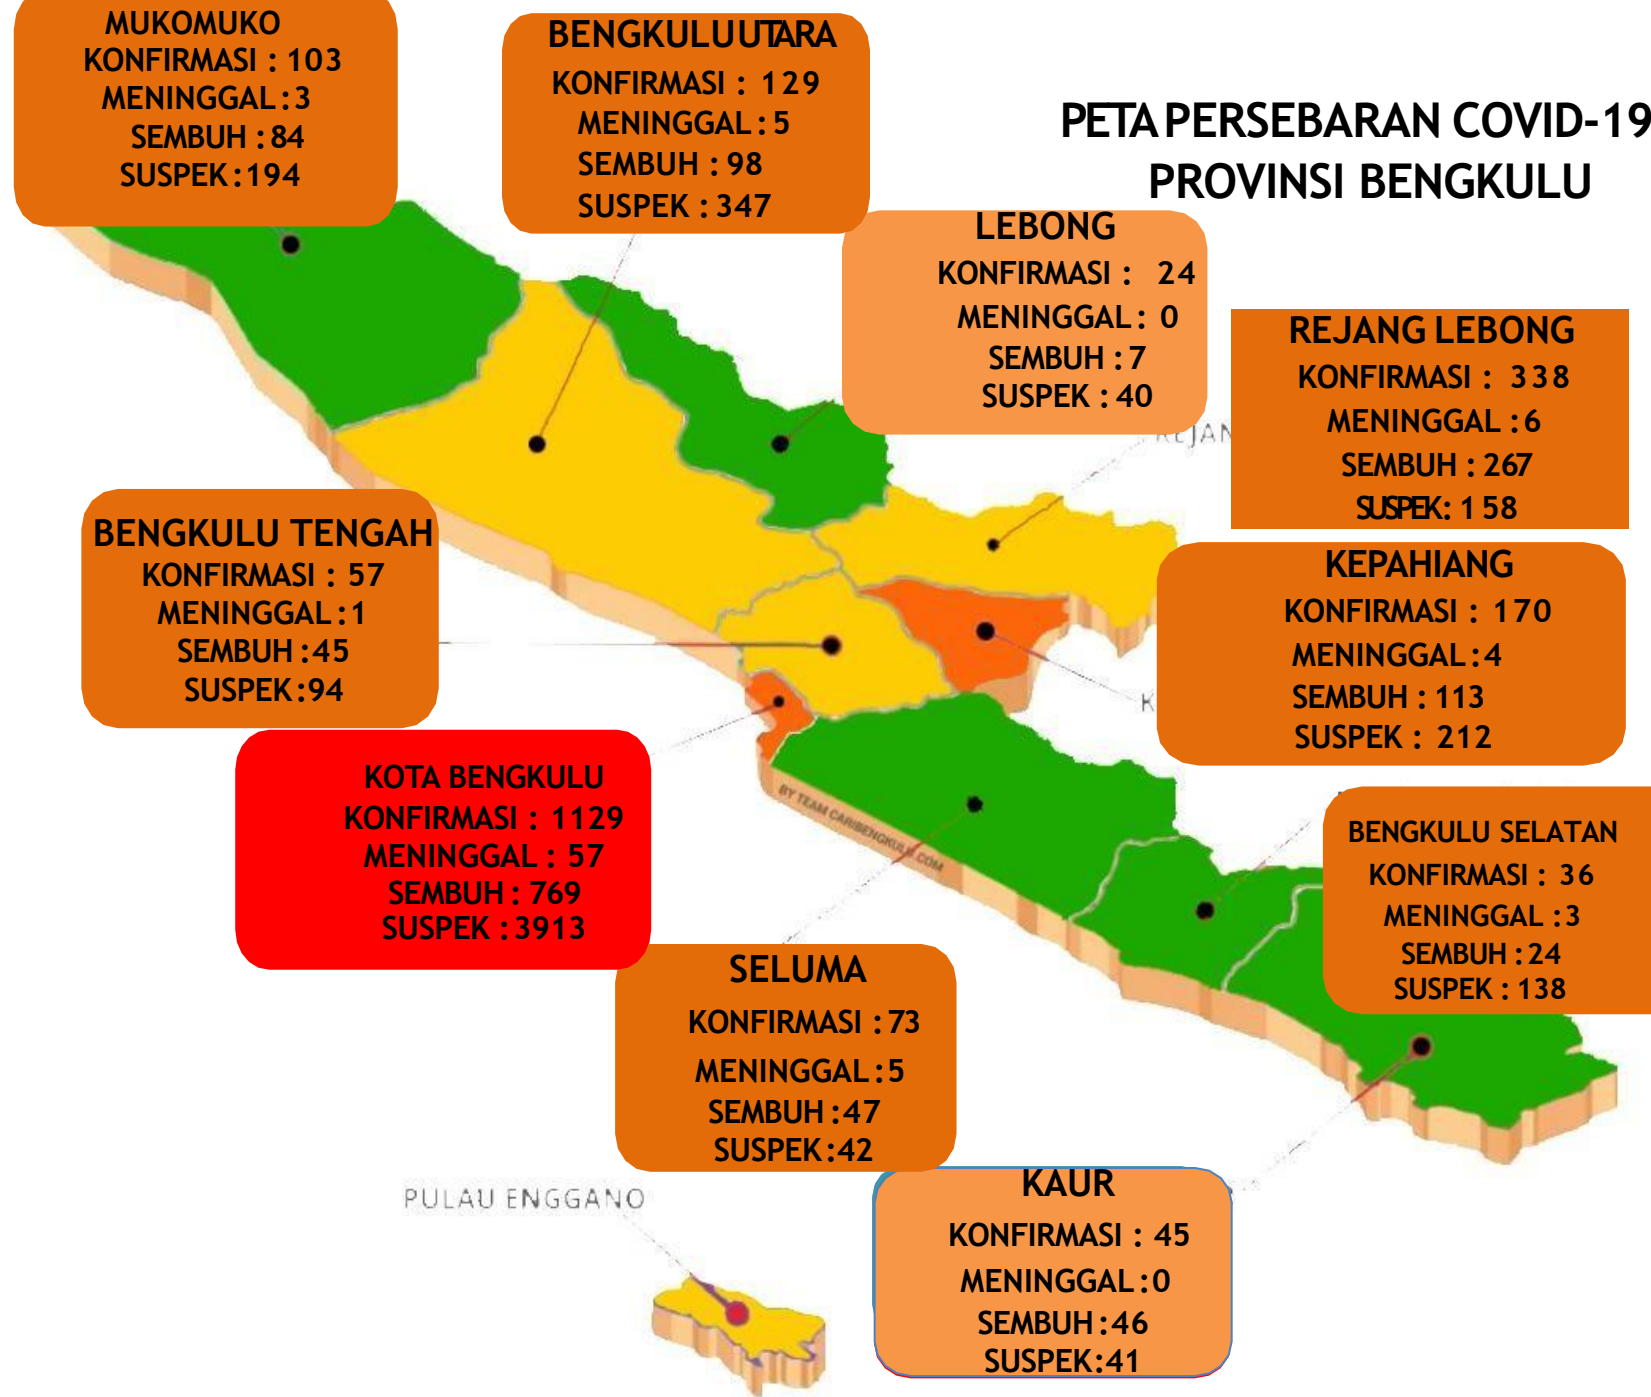 MUKOMUKO
KONFIRMASI : 103
MENINGGAL : 3
SEMBUH : 84
SUSPEK : 194
BENGKULU UTARA
KONFIRMASI : 129
MENINGGAL : 5
SEMBUH : 98
SUSPEK : 347
PETA PERSEBARAN COVID-19
PROVINSI BENGKULU
LEBONG
KONFIRMASI : 24
MENINGGAL : 0
SEMBUH : 7
SUSPEK : 40
REJANG LEBONG
KONFIRMASI : 338
MENINGGAL : 6
SEMBUH : 267
SUSPEK : 158
BENGKULU TENGAH
KONFIRMASI : 57
MENINGGAL : 1
SEMBUH : 45
SUSPEK : 94
KEPAHIANG
KONFIRMASI : 170
MENINGGAL : 4
SEMBUH : 113
SUSPEK : 212
KOTA BENGKULU
KONFIRMASI : 1129
MENINGGAL : 57
SEMBUH : 769
SUSPEK : 3913
BY TEAM CARIBENGKULU.COM
BENGKULU SELATAN
KONFIRMASI : 36
MENINGGAL : 3
SEMBUH : 24
SUSPEK : 138
SELUMA
KONFIRMASI : 73
MENINGGAL : 5
SEMBUH : 47
SUSPEK : 42
KAUR
KONFIRMASI : 45
MENINGGAL : 0
SEMBUH : 46
SUSPEK : 41
PULAU ENGGANO